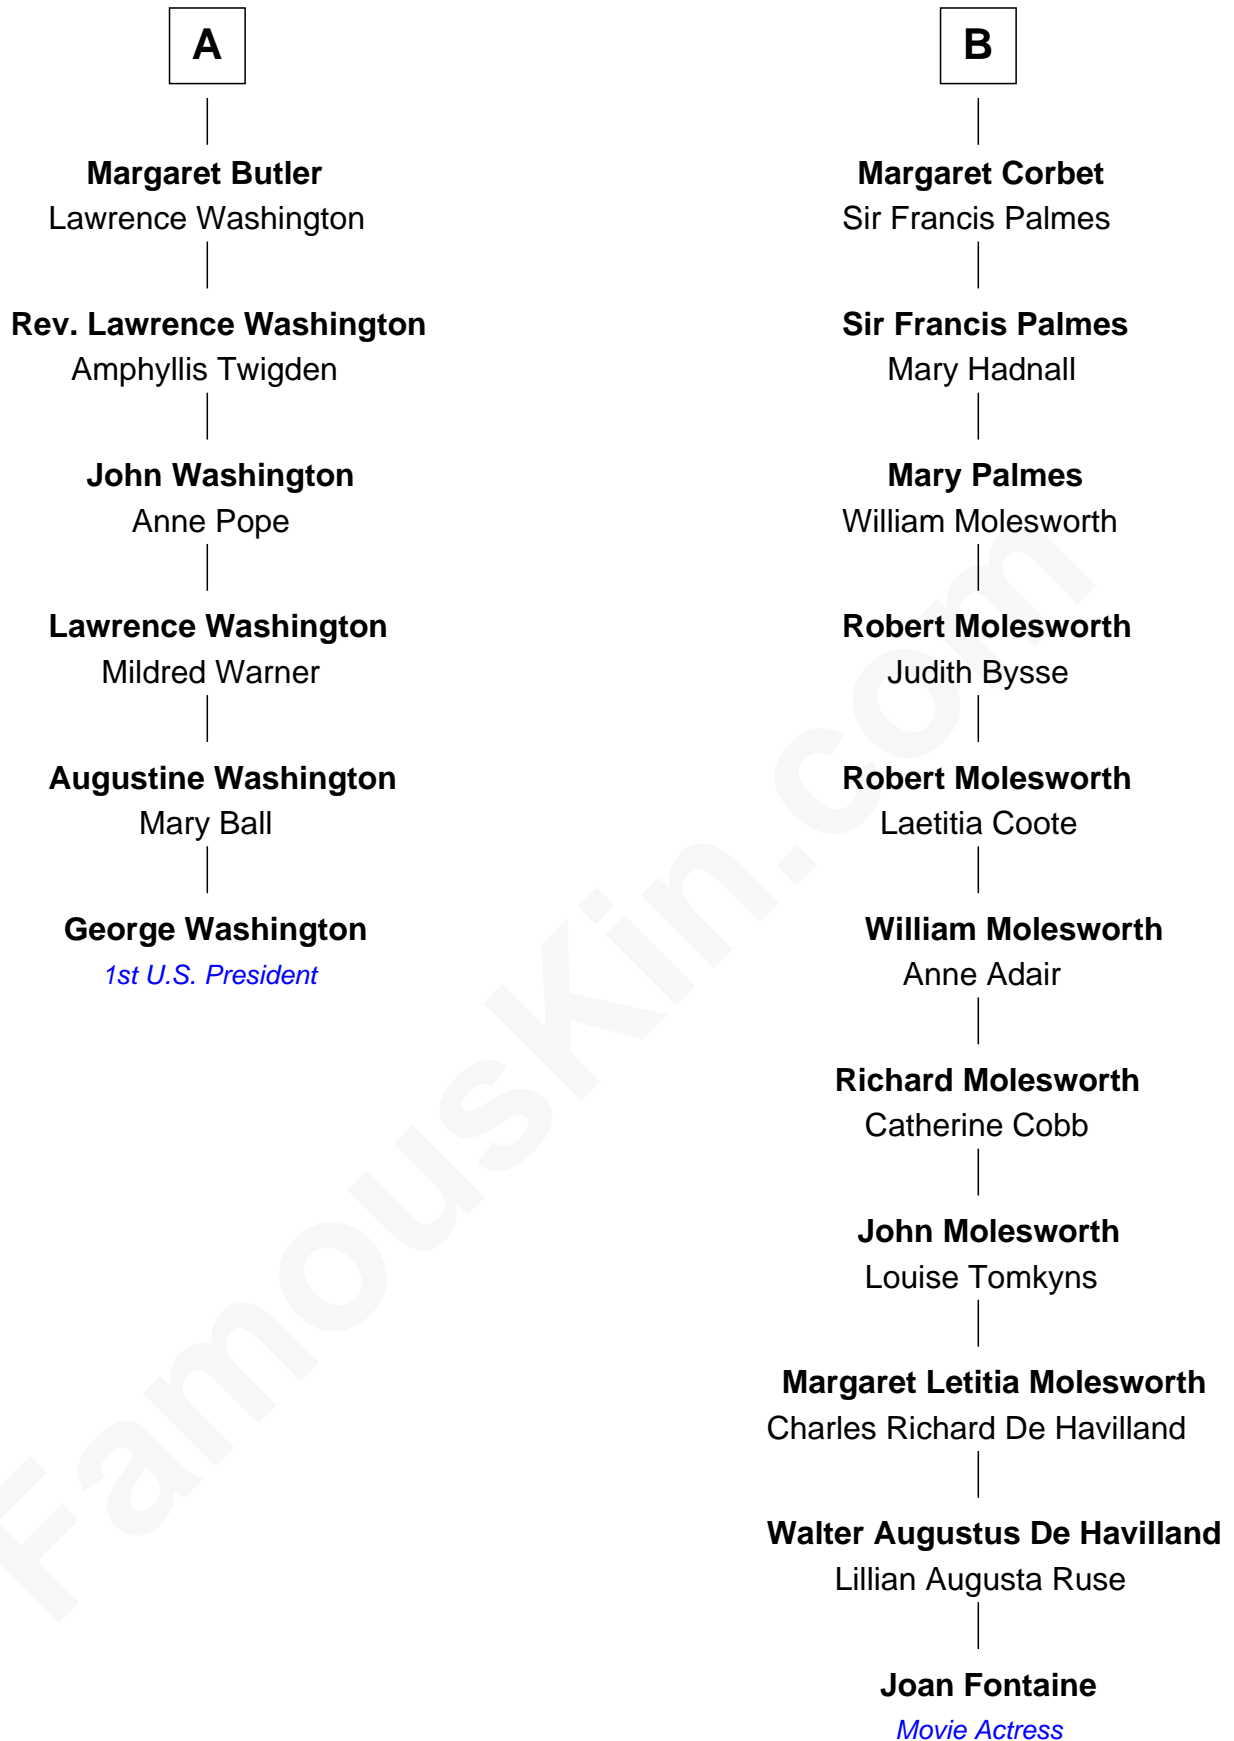 A
Margaret Butler
Lawrence Washington
Rev. Lawrence Washington
Amphyllis Twigden
John Washington
Anne Pope
Lawrence Washington
Mildred Warner
Augustine Washington
Mary Ball
George Washington
1st U.S. President
B
Margaret Corbet
Sir Francis Palmes
Sir Francis Palmes
Mary Hadnall
Mary Palmes
William Molesworth
Robert Molesworth
Judith Bysse
Robert Molesworth
Laetitia Coote
William Molesworth
Anne Adair
Richard Molesworth
Catherine Cobb
John Molesworth
Louise Tomkyns
Margaret Letitia Molesworth
Charles Richard De Havilland
Walter Augustus De Havilland
Lillian Augusta Ruse
Joan Fontaine
Movie Actress
FamousKin.com